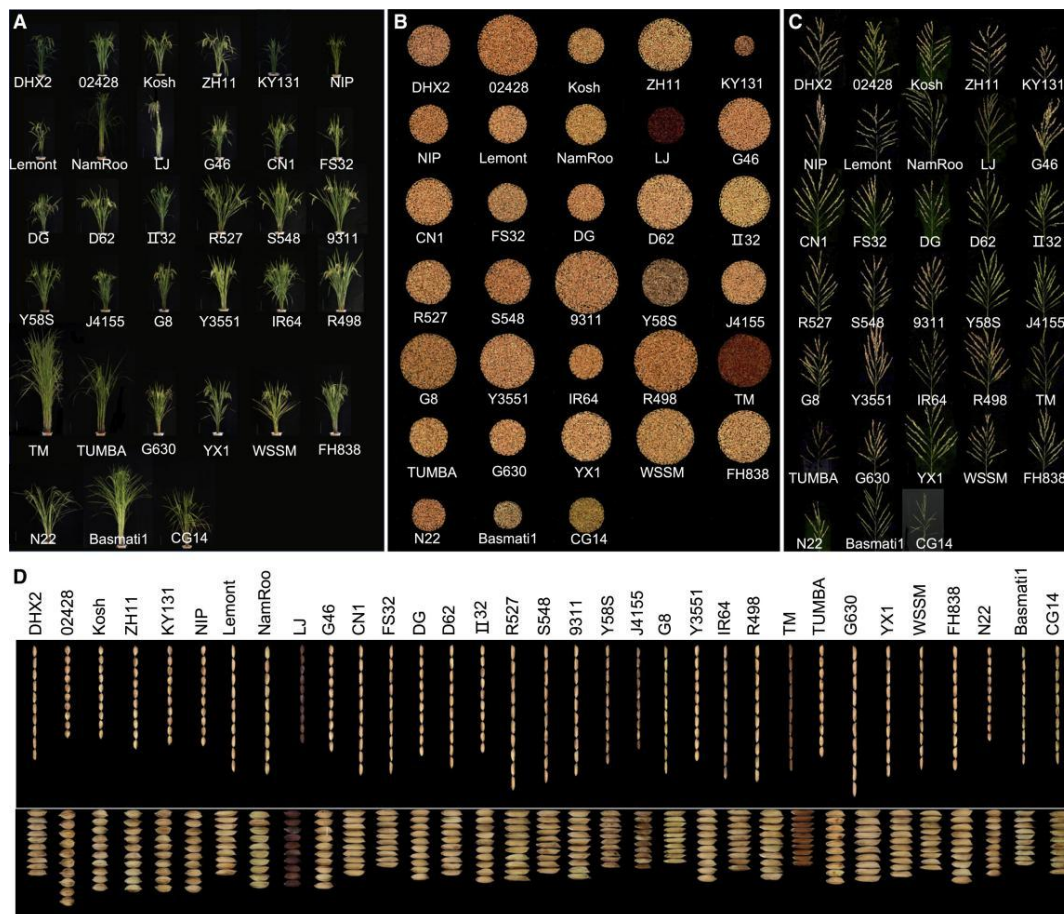 A
DHX2 02428 Kosh ZH11 KY131 NIP
Lemont NamRoo LJ G46 CN1 FS32
DG D62 II32 R527 S548 9311
Y58S J4155 G8 Y3551 IR64 R498
TM TUMBA G630 YX1 WSSM FH838
N22 Basmati1 CG14
B
DHX2 02428 Kosh ZH11 KY131
NIP Lemont NamRoo LJ G46
CN1 FS32 DG D62 II32
R527 S548 9311 Y58S J4155
G8 Y3551 IR64 R498 TM
TUMBA G630 YX1 WSSM FH838
N22 Basmati1 CG14
C
DHX2 02428 Kosh ZH11 KY131
NIP Lemont NamRoo LJ G46
CN1 FS32 DG D62 II32
R527 S548 9311 Y58S J4155
G8 Y3551 IR64 R498 TM
TUMBA G630 YX1 WSSM FH838
N22 Basmati1 CG14
D
DHX2
02428
Kosh
ZH11
KY131
NIP
Lemont
NamRoo
LJ
G46
CN1
FS32
DG
D62
II32
R527
S548
9311
Y58S
J4155
G8
Y3551
IR64
R498
TM
TUMBA
G630
YX1
WSSM
FH838
N22
Basmati1
CG14